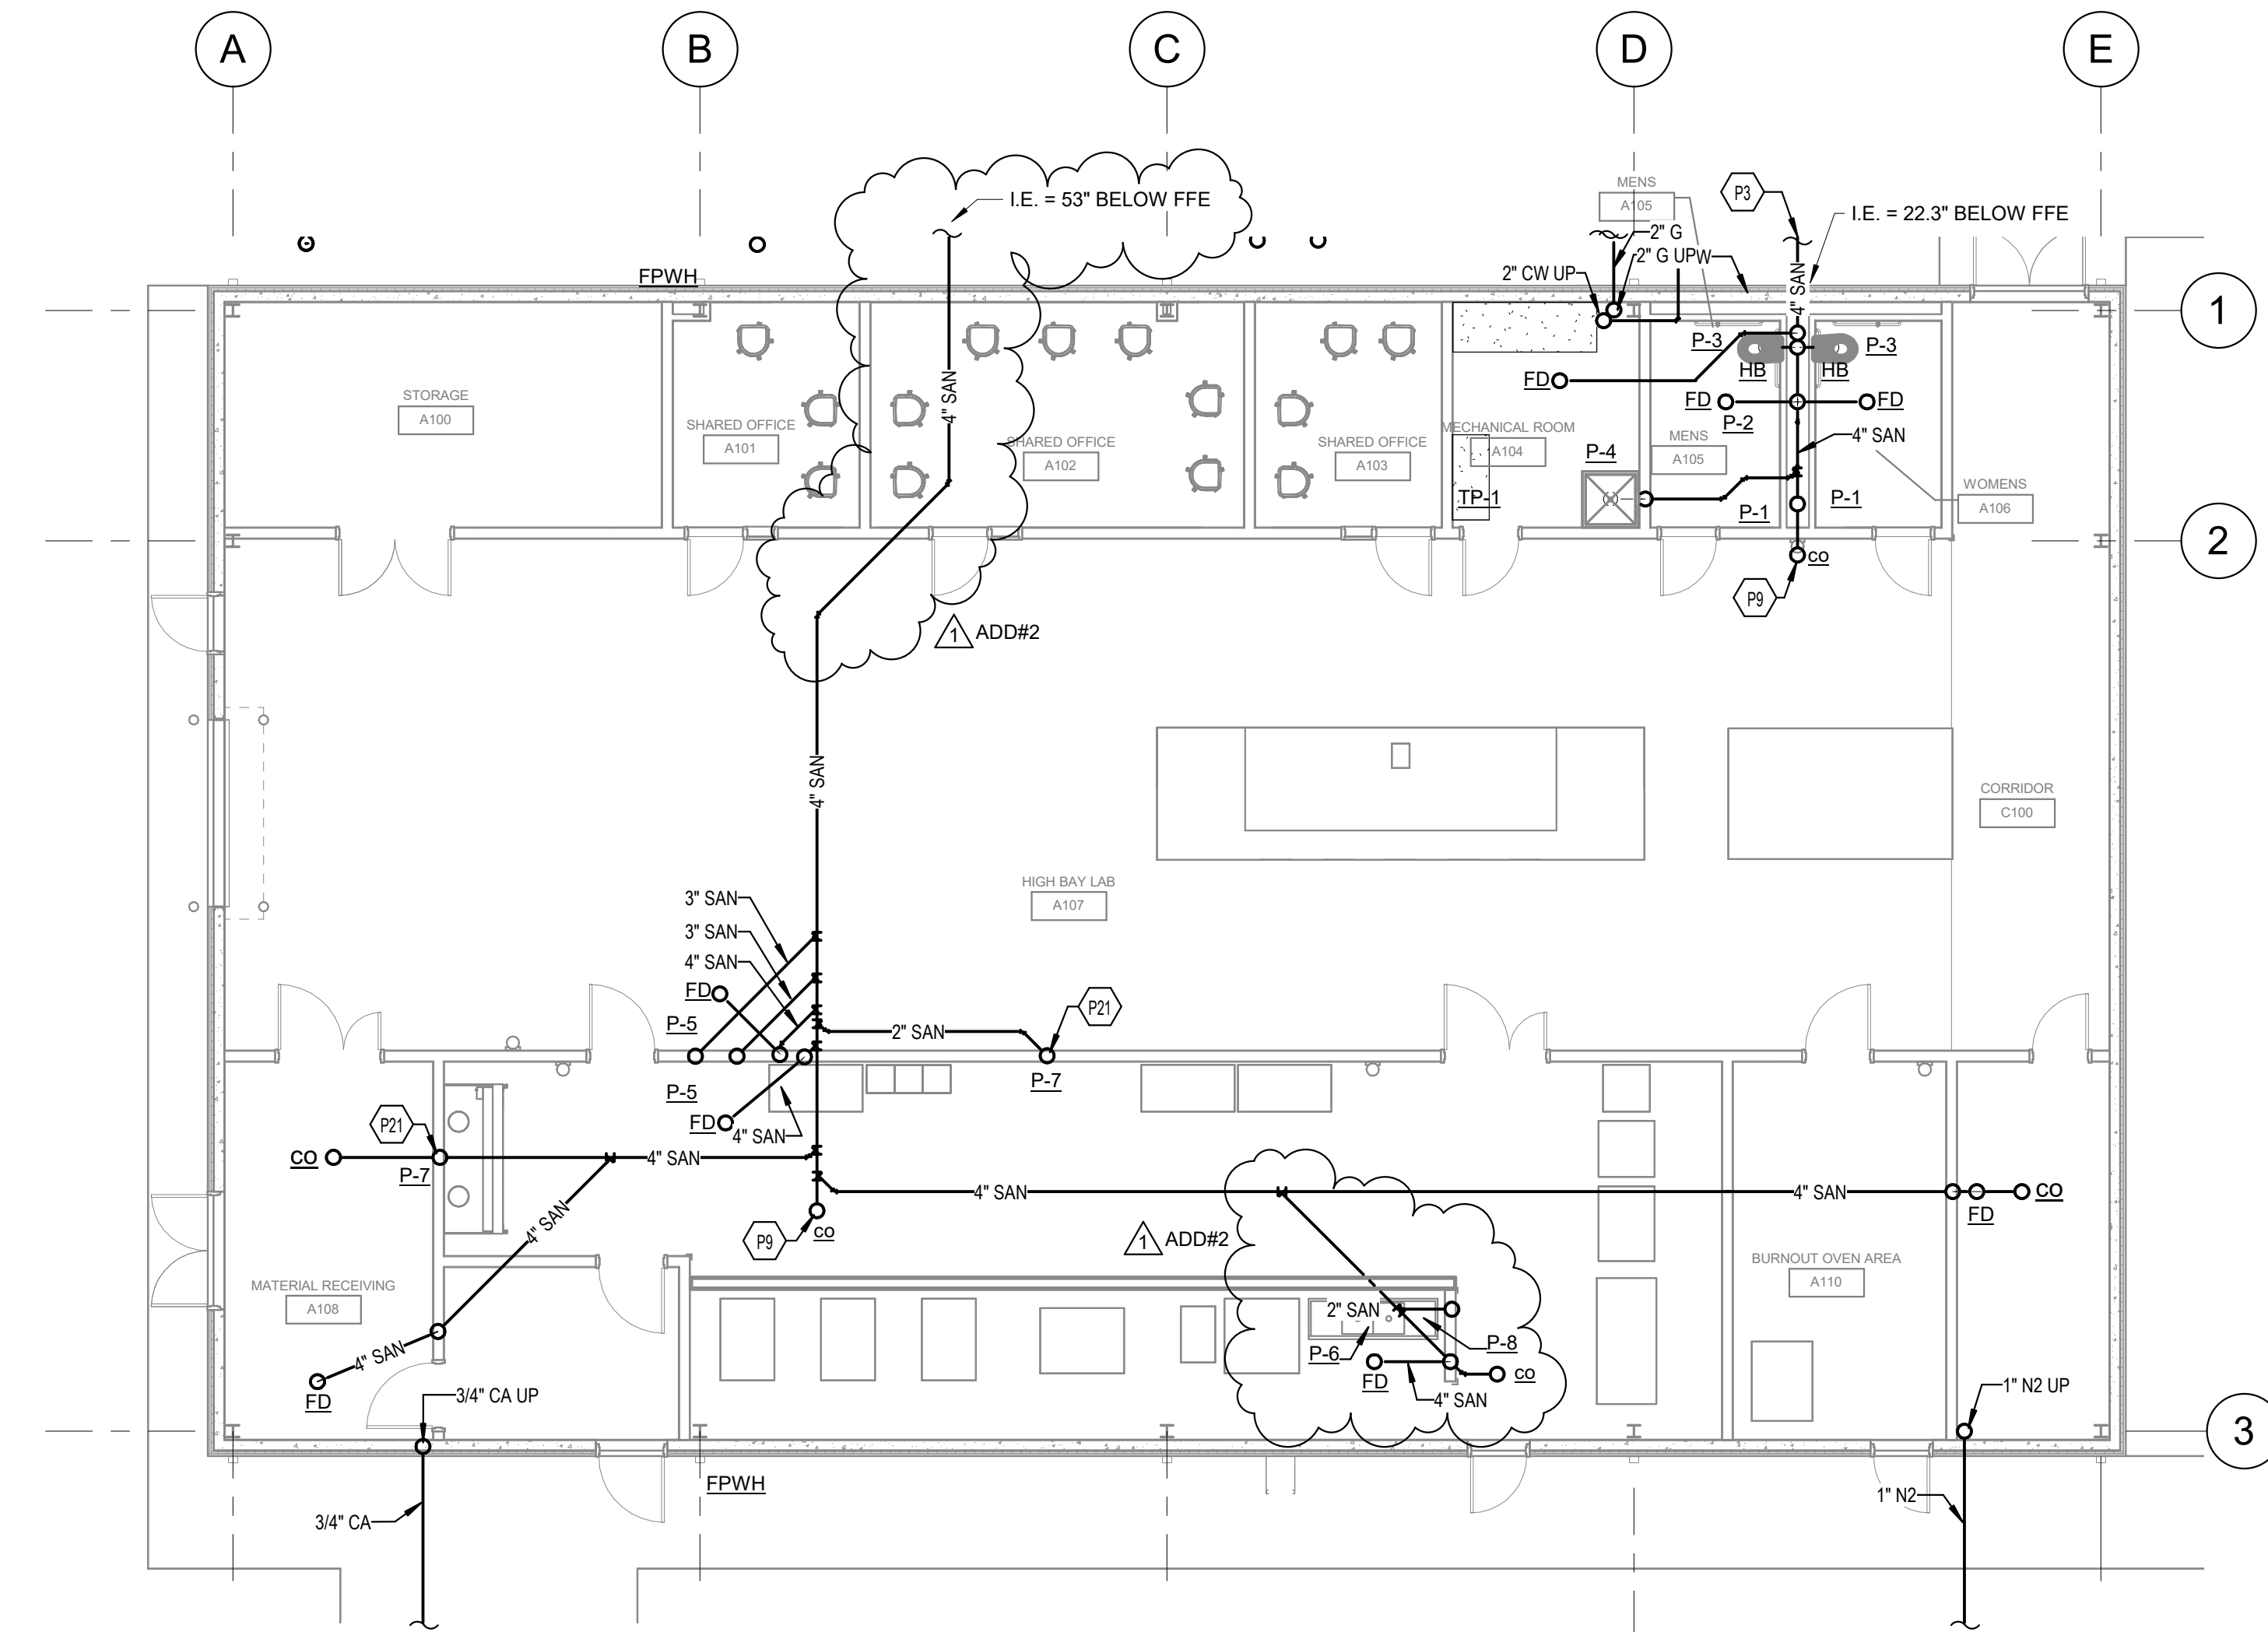 A
B
C
D
E
I.E. = 53" BELOW FFE
MENS
A105
P3
I.E. = 22.3" BELOW FFE
2" G
2" G UPW
2" CW UP
FPWH
4" SAN
1
P-3
P-3
HB
HB
FD
FD
FD
P-2
4" SAN
STORAGE
A100
SHARED OFFICE
A101
4" SAN
SHARED OFFICE
A102
SHARED OFFICE
A103
MECHANICAL ROOM
A104
MENS
A105
P-4
TP-1
P-1
P-1
WOMENS
A106
2
CO
P9
1
ADD#2
4" SAN
CORRIDOR
C100
HIGH BAY LAB
A107
3" SAN
3" SAN
4" SAN
FD
P-5
2" SAN
P21
P-7
P-5
FD
4" SAN
P21
CO
P-7
4" SAN
4" SAN
4" SAN
4" SAN
CO
FD
P9
CO
1
ADD#2
BURNOUT OVEN AREA
A110
MATERIAL RECEIVING
A108
2" SAN
P-8
P-6
FD
CO
4" SAN
4" SAN
FD
3/4" CA UP
1" N2 UP
3
FPWH
3/4" CA
1" N2